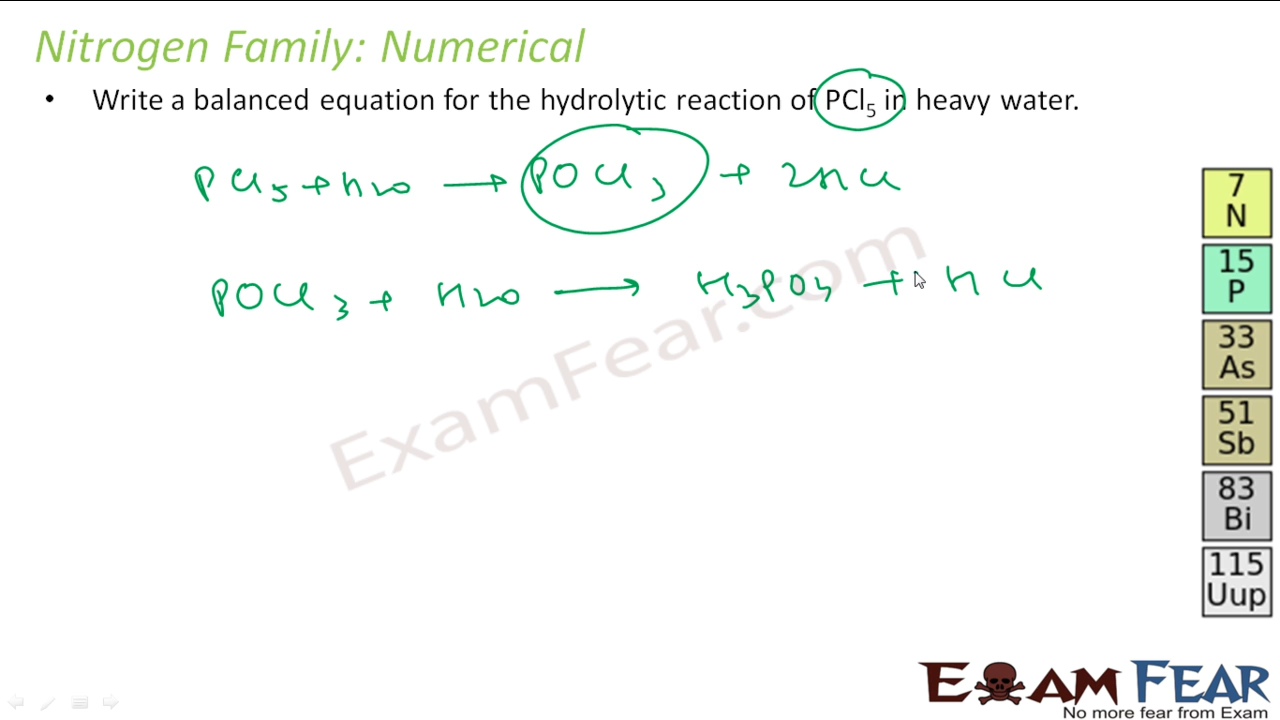 Nitrogen Family: Numerical
• Write a balanced equation for the hydrolytic reaction of PCl₅ in heavy water.
PCl₅ + H₂O → POCl₃ + 2HCl
POCl₃ + H₂O → H₃PO₃ + HCl
7
N
15
P
33
As
51
Sb
83
Bi
115
Uup
ExamFear.com
EXAM FEAR
No more fear from Exam